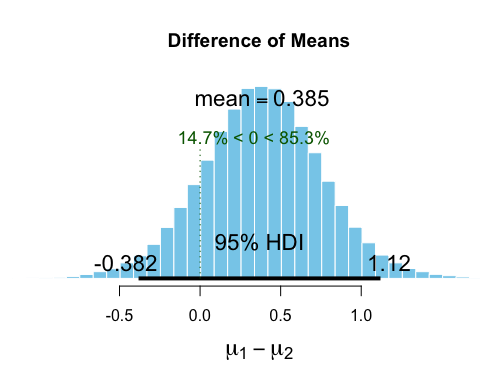 Difference of Means
mean = 0.385
14.7% < 0 < 85.3%
95% HDI
-0.382 1.12
-0.5 0.0 0.5 1.0
μ1 − μ2